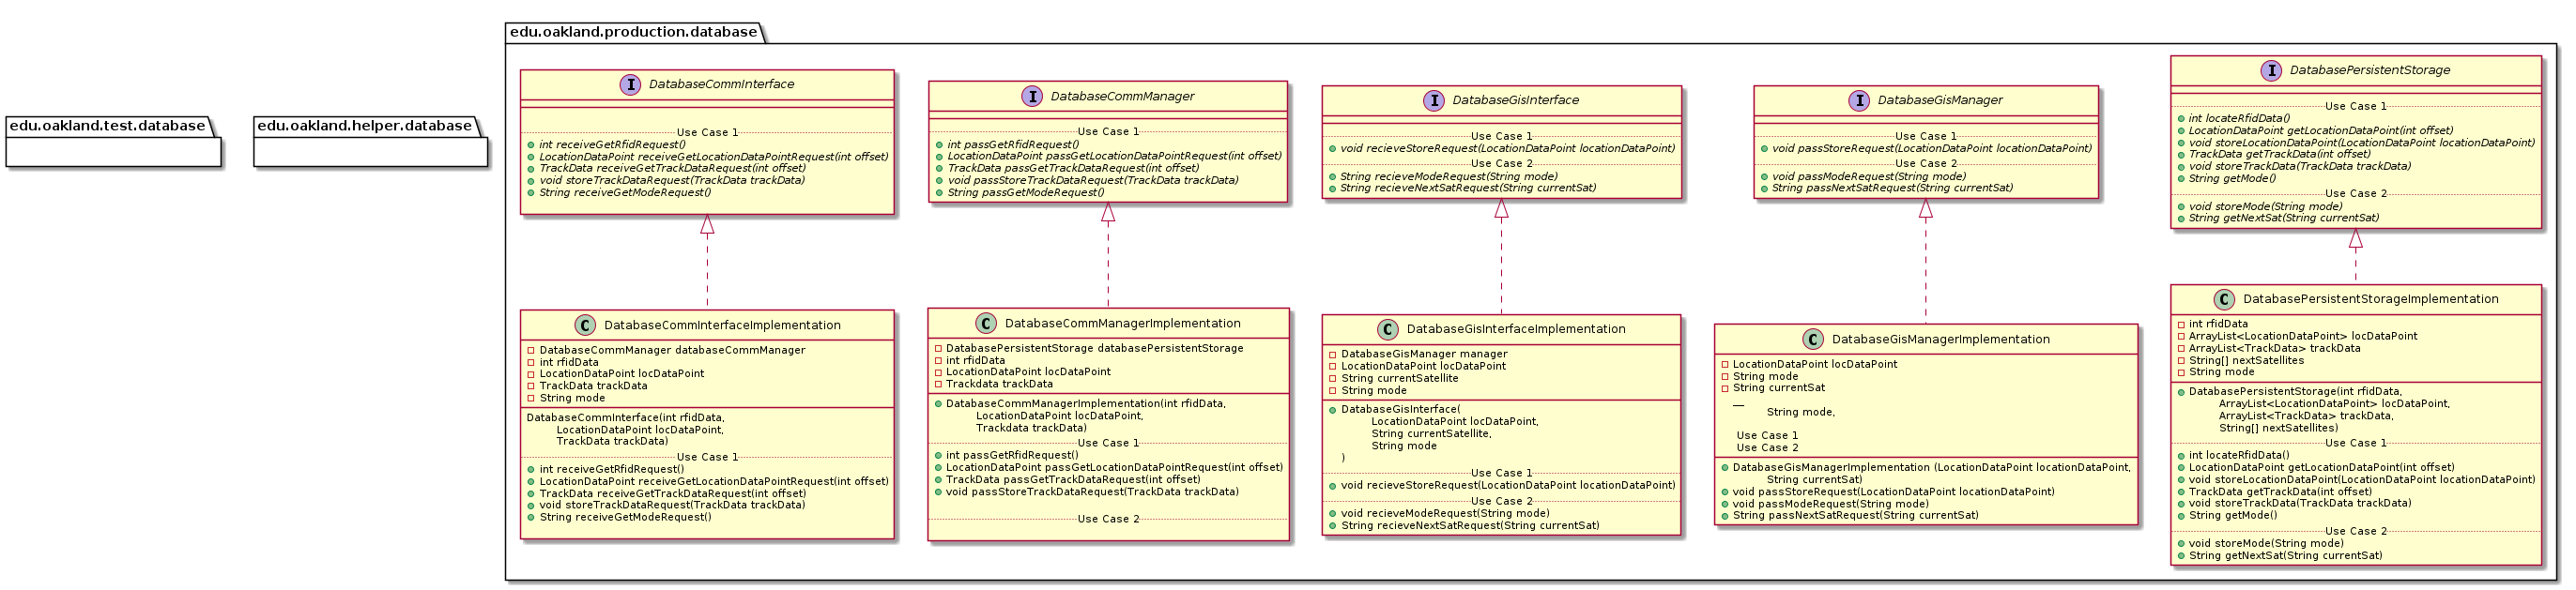 edu.oakland.test.database
edu.oakland.helper.database
edu.oakland.production.database
I DatabaseCommInterface
Use Case 1
int receiveGetRfidRequest()
LocationDataPoint receiveGetLocationDataPointRequest(int offset)
TrackData receiveGetTrackDataRequest(int offset)
void storeTrackDataRequest(TrackData trackData)
String receiveGetModeRequest()
I DatabaseCommManager
Use Case 1
int passGetRfidRequest()
LocationDataPoint passGetLocationDataPointRequest(int offset)
TrackData passGetTrackDataRequest(int offset)
void passStoreTrackDataRequest(TrackData trackData)
String passGetModeRequest()
I DatabaseGisInterface
Use Case 1
void recieveStoreRequest(LocationDataPoint locationDataPoint)
Use Case 2
String recieveModeRequest(String mode)
String recieveNextSatRequest(String currentSat)
I DatabaseGisManager
Use Case 1
void passStoreRequest(LocationDataPoint locationDataPoint)
Use Case 2
void passModeRequest(String mode)
String passNextSatRequest(String currentSat)
I DatabasePersistentStorage
Use Case 1
int locateRfidData()
LocationDataPoint getLocationDataPoint(int offset)
void storeLocationDataPoint(LocationDataPoint locationDataPoint)
TrackData getTrackData(int offset)
void storeTrackData(TrackData trackData)
String getMode()
Use Case 2
void storeMode(String mode)
String getNextSat(String currentSat)
C DatabaseCommInterfaceImplementation
DatabaseCommManager databaseCommManager
int rfidData
LocationDataPoint locDataPoint
TrackData trackData
String mode
DatabaseCommInterface(int rfidData,
LocationDataPoint locDataPoint,
TrackData trackData)
Use Case 1
int receiveGetRfidRequest()
LocationDataPoint receiveGetLocationDataPointRequest(int offset)
TrackData receiveGetTrackDataRequest(int offset)
void storeTrackDataRequest(TrackData trackData)
String receiveGetModeRequest()
C DatabaseCommManagerImplementation
DatabasePersistentStorage databasePersistentStorage
int rfidData
LocationDataPoint locDataPoint
Trackdata trackData
DatabaseCommManagerImplementation(int rfidData,
LocationDataPoint locDataPoint,
Trackdata trackData)
Use Case 1
int passGetRfidRequest()
LocationDataPoint passGetLocationDataPointRequest(int offset)
TrackData passGetTrackDataRequest(int offset)
void passStoreTrackDataRequest(TrackData trackData)
Use Case 2
C DatabaseGisInterfaceImplementation
DatabaseGisManager manager
LocationDataPoint locDataPoint
String currentSatellite
String mode
DatabaseGisInterface(
LocationDataPoint locDataPoint,
String currentSatellite,
String mode
)
Use Case 1
void recieveStoreRequest(LocationDataPoint locationDataPoint)
Use Case 2
void recieveModeRequest(String mode)
String recieveNextSatRequest(String currentSat)
C DatabaseGisManagerImplementation
LocationDataPoint locDataPoint
String mode
String currentSat
__
String mode,
Use Case 1
Use Case 2
DatabaseGisManagerImplementation (LocationDataPoint locationDataPoint,
String currentSat)
void passStoreRequest(LocationDataPoint locationDataPoint)
void passModeRequest(String mode)
String passNextSatRequest(String currentSat)
C DatabasePersistentStorageImplementation
int rfidData
ArrayList<LocationDataPoint> locDataPoint
ArrayList<TrackData> trackData
String[] nextSatellites
String mode
DatabasePersistentStorage(int rfidData,
ArrayList<LocationDataPoint> locDataPoint,
ArrayList<TrackData> trackData,
String[] nextSatellites)
Use Case 1
int locateRfidData()
LocationDataPoint getLocationDataPoint(int offset)
void storeLocationDataPoint(LocationDataPoint locationDataPoint)
TrackData getTrackData(int offset)
void storeTrackData(TrackData trackData)
String getMode()
Use Case 2
void storeMode(String mode)
String getNextSat(String currentSat)